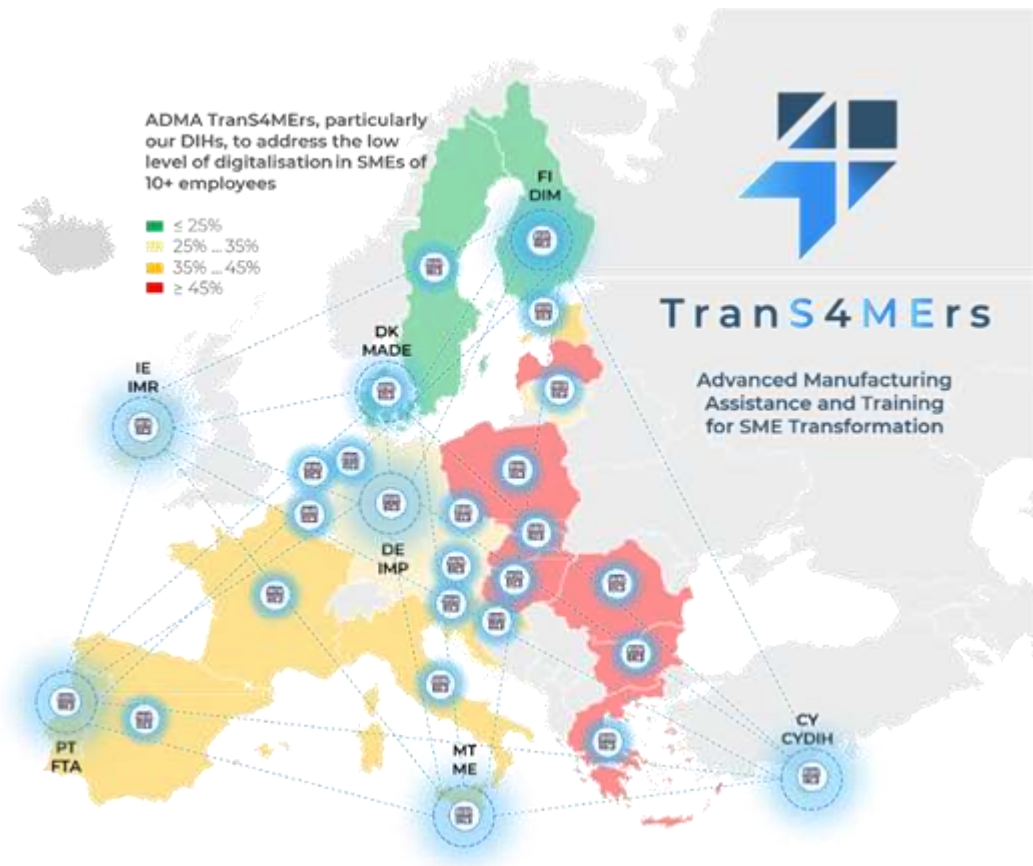 ADMA TranS4MErs, particularly
our DIHs, to address the low
level of digitalisation in SMEs of
10+ employees
≤ 25%
25% ... 35%
35% ... 45%
≥ 45%
TranS4MErs
Advanced Manufacturing
Assistance and Training
for SME Transformation
FI
DIM
DK
MADE
IE
IMR
DE
IMP
PT
FTA
MT
ME
CY
CYDIH